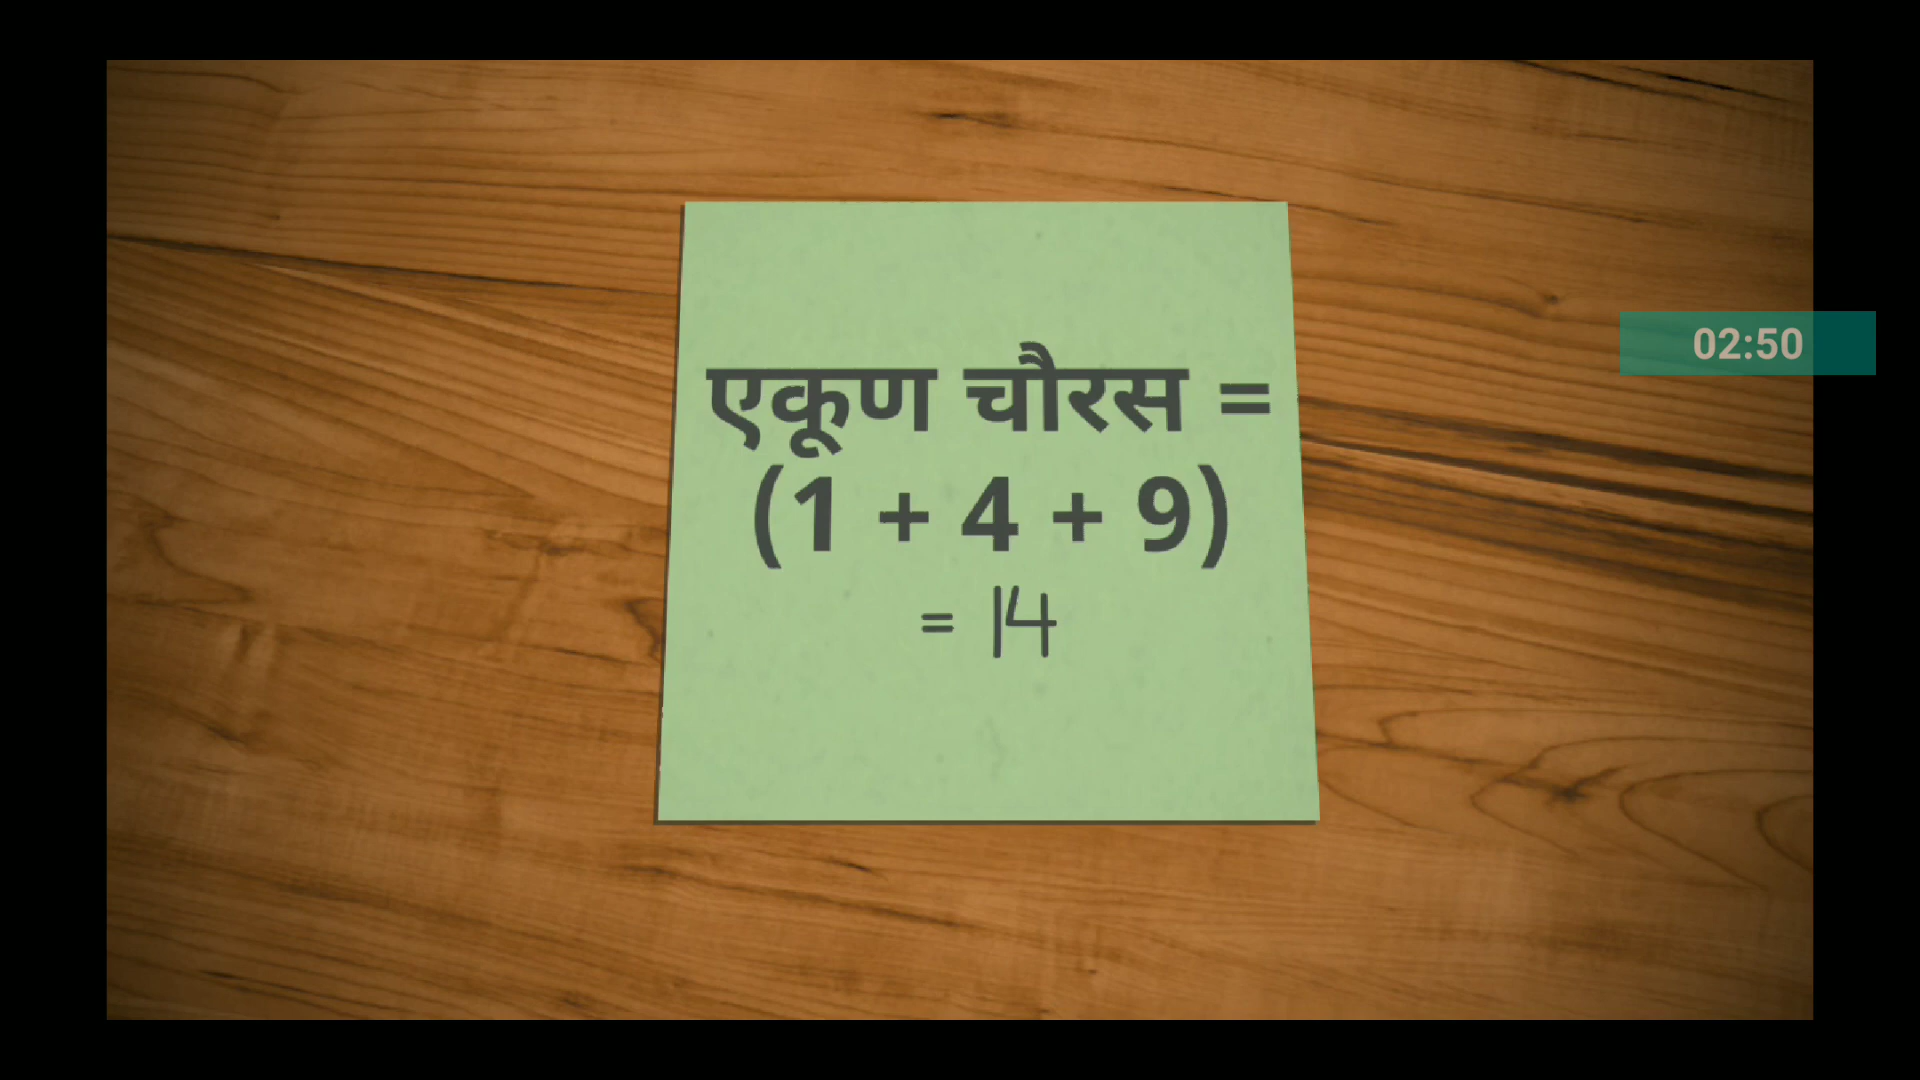 एकूण चौरस =
(1 + 4 + 9)
= 14
02:50